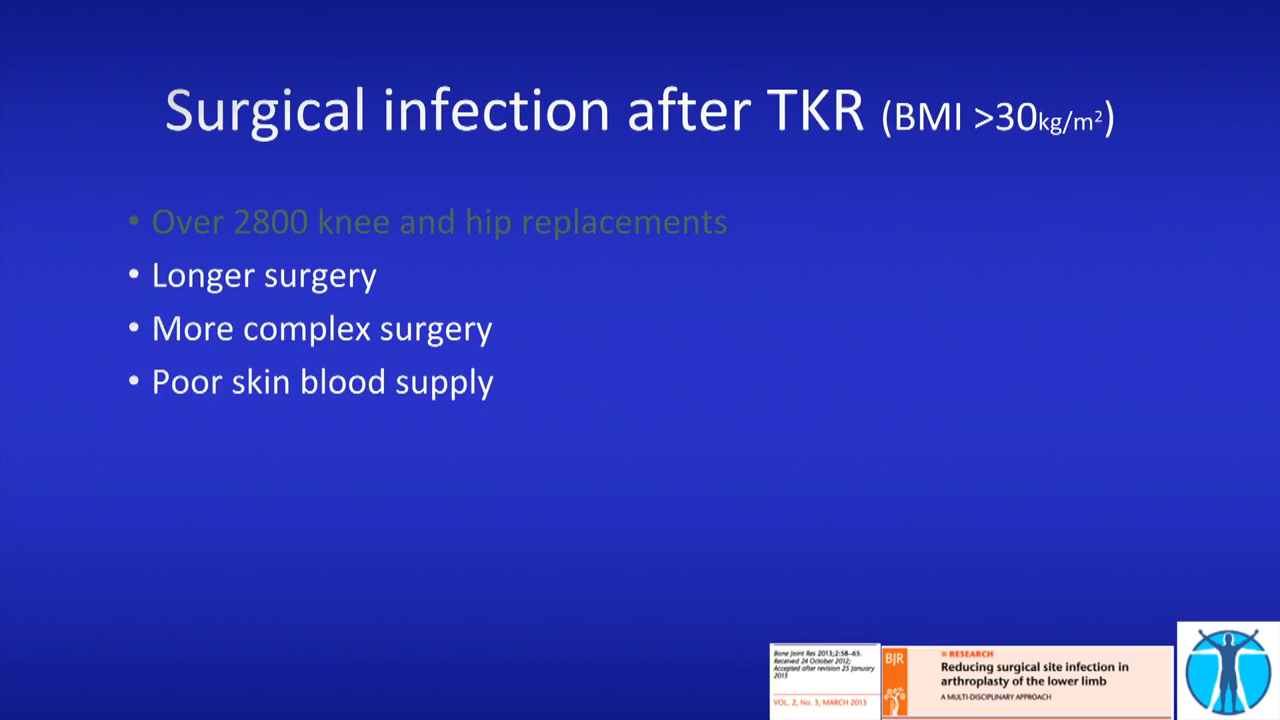 Surgical infection after TKR (BMI >30kg/m²)
• Over 2800 knee and hip replacements
• Longer surgery
• More complex surgery
• Poor skin blood supply
Bone Joint Res 2013;2:58–65.
Received 24 October 2012;
Accepted after revision 25 January
2013
VOL. 2, No. 3, MARCH 2013
BJR
RESEARCH
Reducing surgical site infection in
arthroplasty of the lower limb
A MULTI-DISCIPLINARY APPROACH